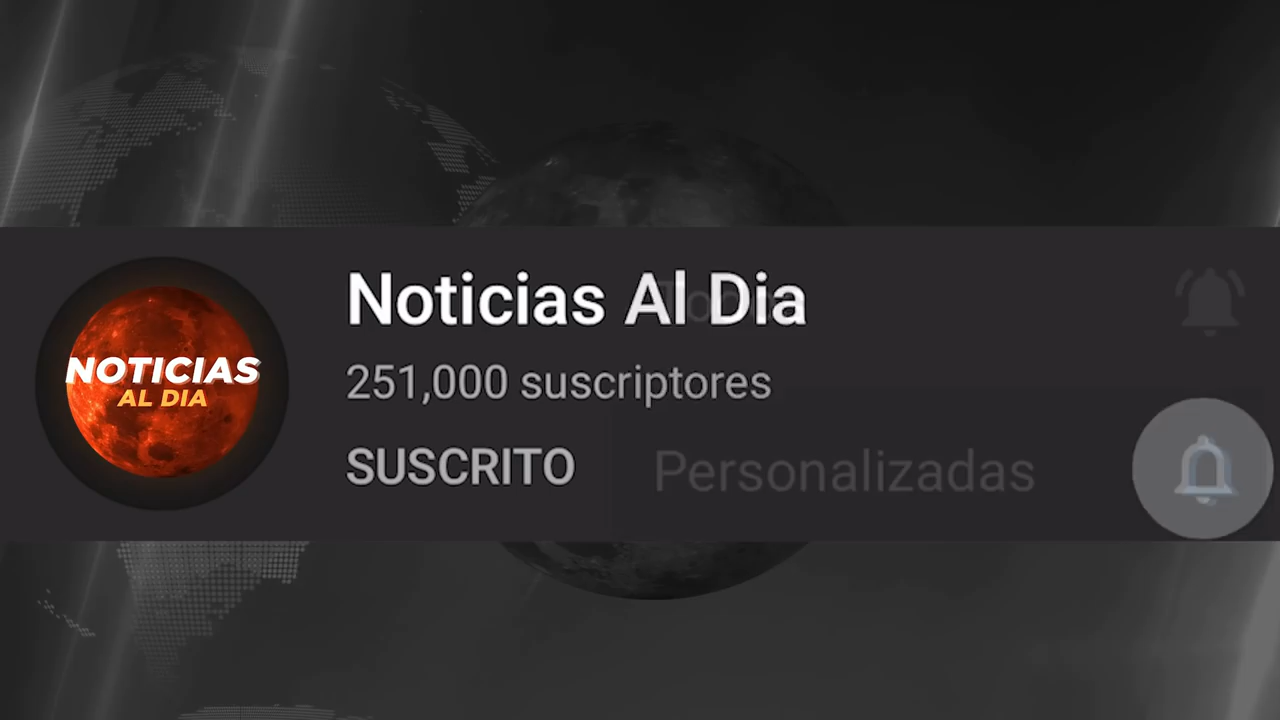 NOTICIAS
AL DIA
Noticias Al Dia
251,000 suscriptores
SUSCRITO
Personalizadas